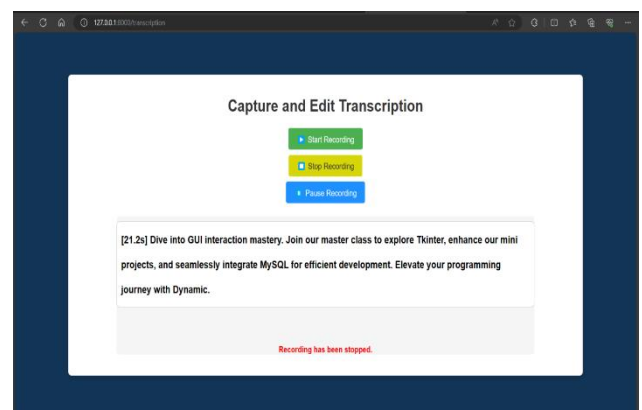 127.0.0.1:8000/transcription
Capture and Edit Transcription
Start Recording
Stop Recording
Pause Recording
[21.2s] Dive into GUI interaction mastery. Join our master class to explore Tkinter, enhance our mini
projects, and seamlessly integrate MySQL for efficient development. Elevate your programming
journey with Dynamic.
Recording has been stopped.